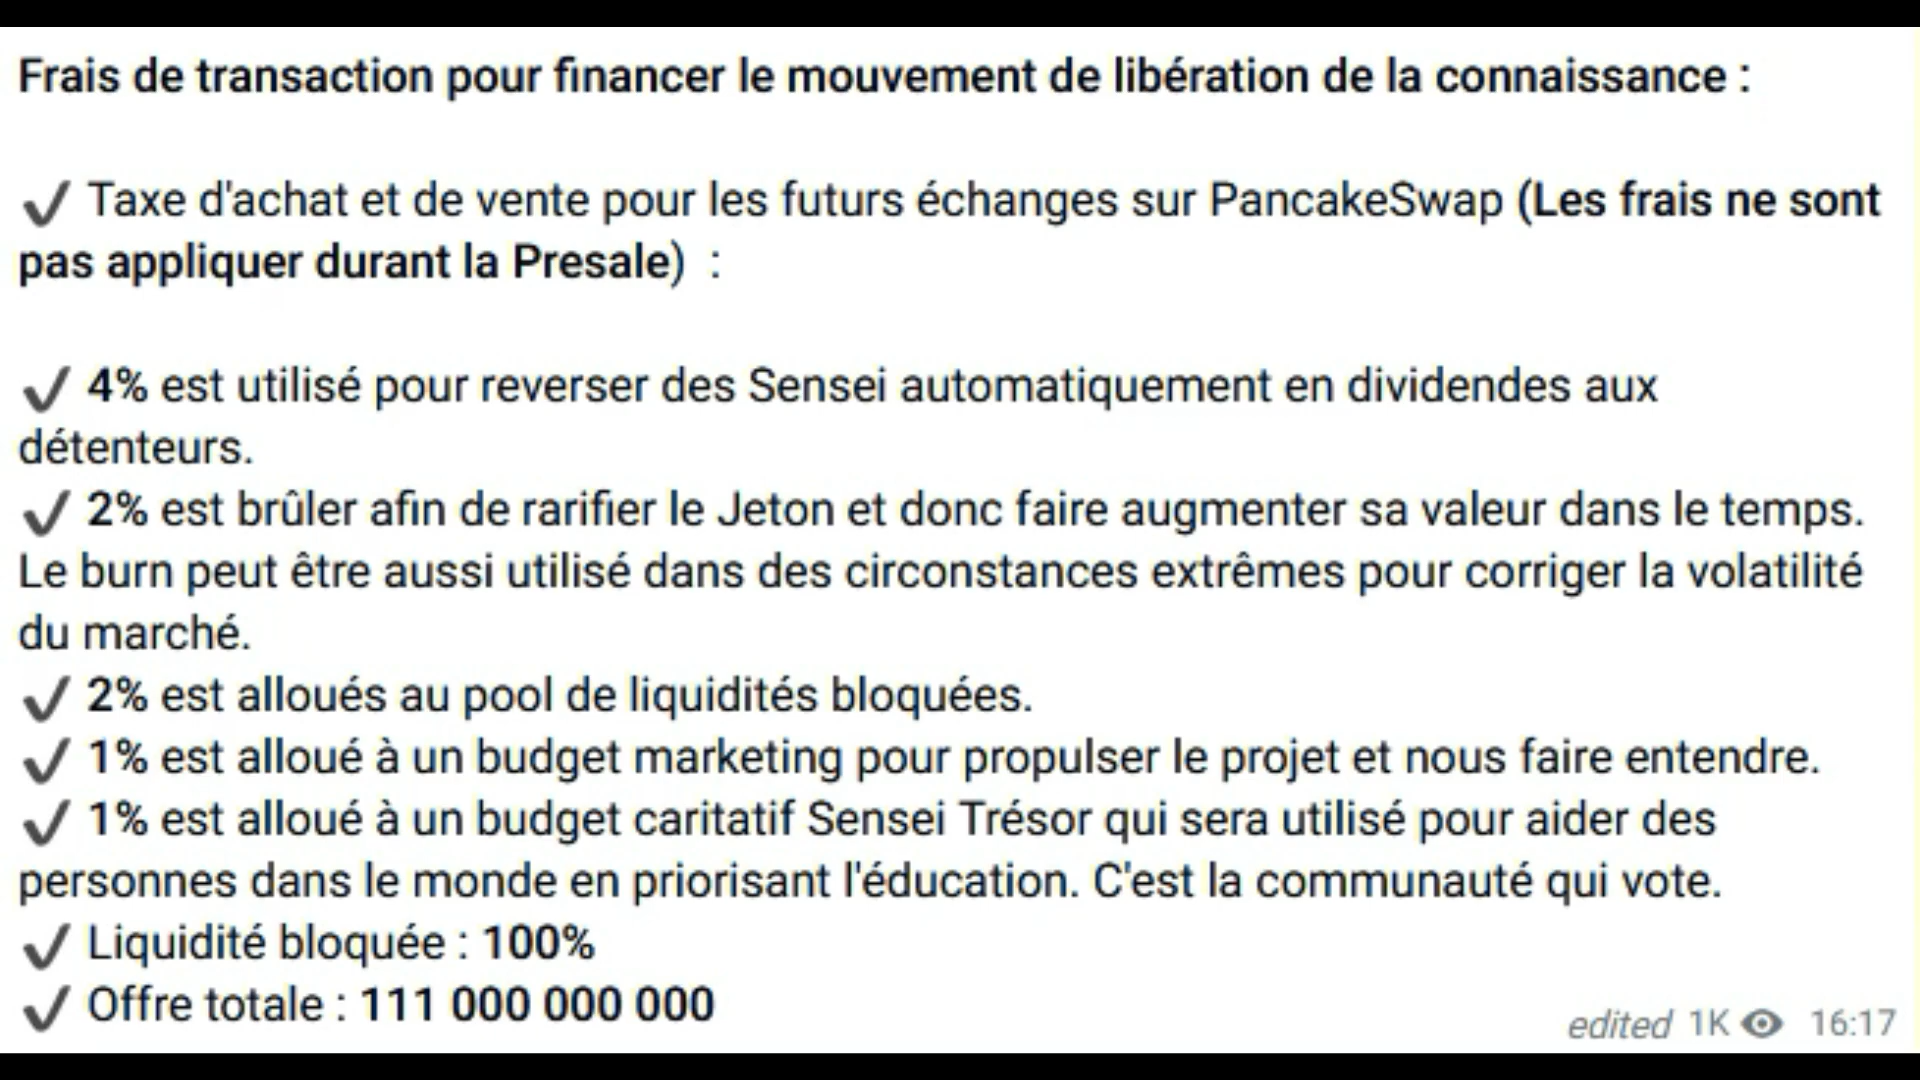 Frais de transaction pour financer le mouvement de libération de la connaissance :
✔ Taxe d'achat et de vente pour les futurs échanges sur PancakeSwap (Les frais ne sont
pas appliquer durant la Presale)  :
✔ 4% est utilisé pour reverser des Sensei automatiquement en dividendes aux
détenteurs.
✔ 2% est brûler afin de rarifier le Jeton et donc faire augmenter sa valeur dans le temps.
Le burn peut être aussi utilisé dans des circonstances extrêmes pour corriger la volatilité
du marché.
✔ 2% est alloués au pool de liquidités bloquées.
✔ 1% est alloué à un budget marketing pour propulser le projet et nous faire entendre.
✔ 1% est alloué à un budget caritatif Sensei Trésor qui sera utilisé pour aider des
personnes dans le monde en priorisant l'éducation. C'est la communauté qui vote.
✔ Liquidité bloquée : 100%
✔ Offre totale : 111 000 000 000
edited 1K 16:17